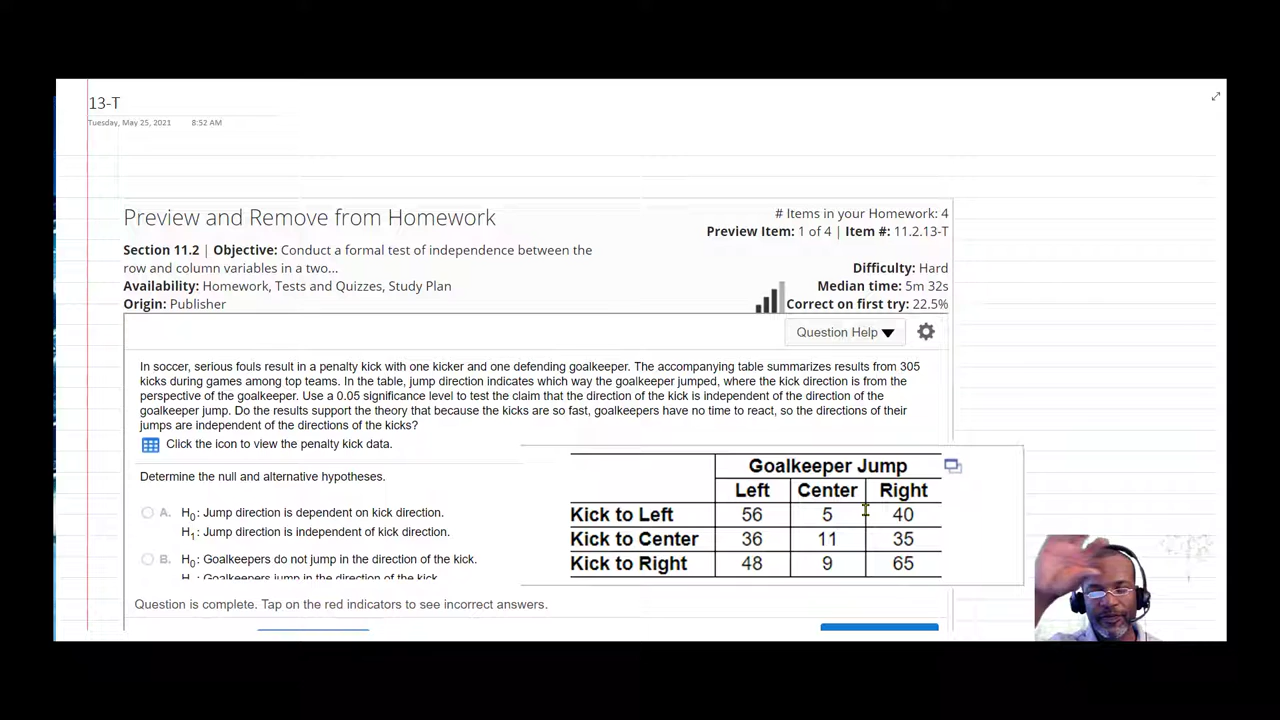 13-T
Tuesday, May 25, 2021 8:52 AM
Preview and Remove from Homework
# Items in your Homework: 4
Preview Item: 1 of 4 | Item #: 11.2.13-T
Section 11.2 | Objective: Conduct a formal test of independence between the
row and column variables in a two...
Availability: Homework, Tests and Quizzes, Study Plan
Origin: Publisher
Difficulty: Hard
Median time: 5m 32s
Correct on first try: 22.5%
Question Help
In soccer, serious fouls result in a penalty kick with one kicker and one defending goalkeeper. The accompanying table summarizes results from 305
kicks during games among top teams. In the table, jump direction indicates which way the goalkeeper jumped, where the kick direction is from the
perspective of the goalkeeper. Use a 0.05 significance level to test the claim that the direction of the kick is independent of the direction of the
goalkeeper jump. Do the results support the theory that because the kicks are so fast, goalkeepers have no time to react, so the directions of their
jumps are independent of the directions of the kicks?
Click the icon to view the penalty kick data.
Determine the null and alternative hypotheses.
A. H0: Jump direction is dependent on kick direction.
H1: Jump direction is independent of kick direction.
B. H0: Goalkeepers do not jump in the direction of the kick.
H Goalkeepers jump in the direction of the kick
Goalkeeper Jump
Left Center Right
Kick to Left 56 5 40
Kick to Center 36 11 35
Kick to Right 48 9 65
Question is complete. Tap on the red indicators to see incorrect answers.